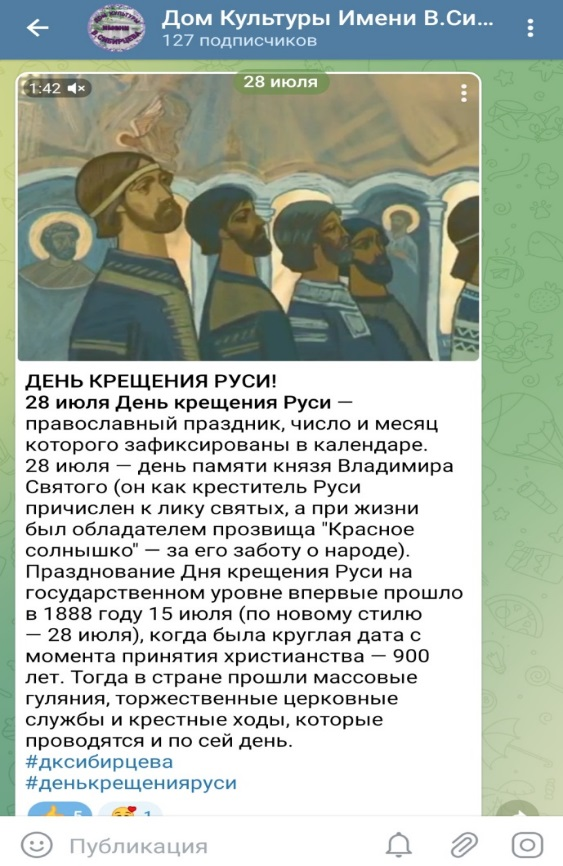 Дом Культуры Имени В.Си...
127 подписчиков
28 июля
1:42
ДЕНЬ КРЕЩЕНИЯ РУСИ!
28 июля День крещения Руси —
православный праздник, число и месяц
которого зафиксированы в календаре.
28 июля — день памяти князя Владимира
Святого (он как креститель Руси
причислен к лику святых, а при жизни
был обладателем прозвища "Красное
солнышко" — за его заботу о народе).
Празднование Дня крещения Руси на
государственном уровне впервые прошло
в 1888 году 15 июля (по новому стилю
— 28 июля), когда была круглая дата с
момента принятия христианства — 900
лет. Тогда в стране прошли массовые
гуляния, торжественные церковные
службы и крестные ходы, которые
проводятся и по сей день.
#дксибирцева
#денькрещенияруси
5 1
Публикация